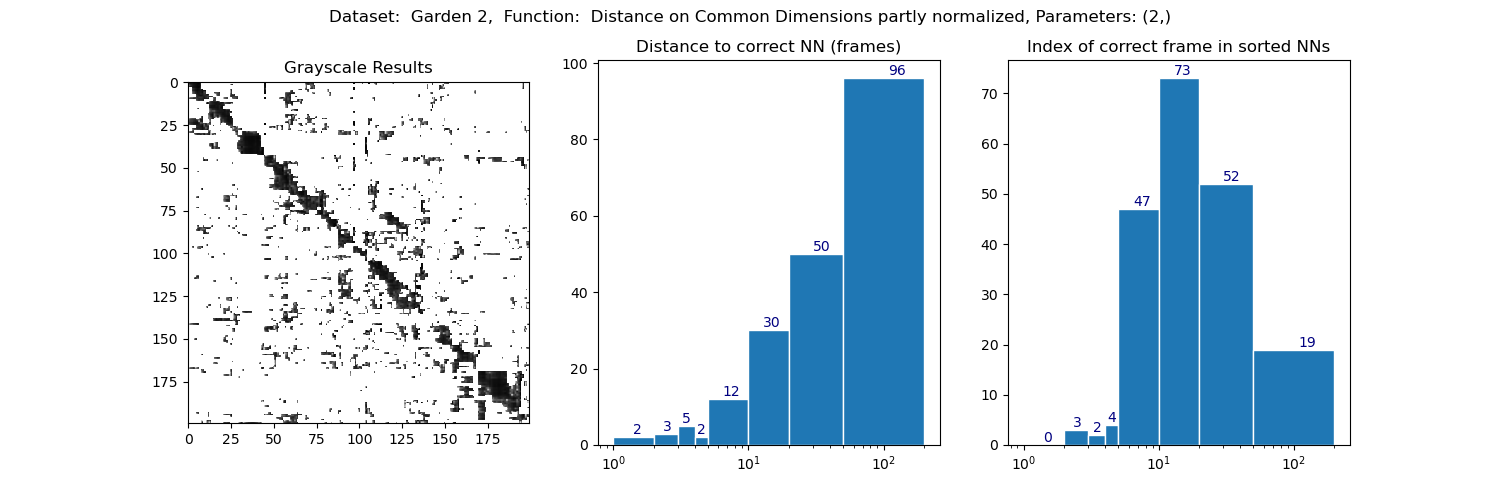 Dataset:  Garden 2,  Function:  Distance on Common Dimensions partly normalized, Parameters: (2,)
Grayscale Results
0
25
50
75
100
125
150
175
0 25 50 75 100 125 150 175
Distance to correct NN (frames)
100
80
60
40
20
0
2 3 5 2 12 30 50 96
10^0 10^1 10^2
Index of correct frame in sorted NNs
70
60
50
40
30
20
10
0
0 3 2 4 47 73 52 19
10^0 10^1 10^2